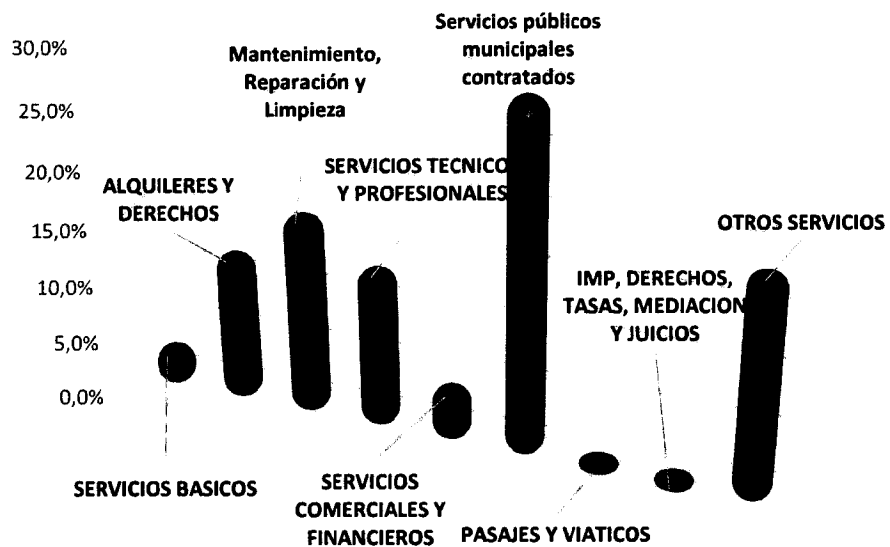 30,0%
25,0%
20,0%
15,0%
10,0%
5,0%
0,0%
Servicios públicos
municipales
contratados
Mantenimiento,
Reparación y
Limpieza
SERVICIOS TECNICO
Y PROFESIONALES
ALQUILERES Y
DERECHOS
OTROS SERVICIOS
IMP, DERECHOS,
TASAS, MEDIACION
Y JUICIOS
SERVICIOS BASICOS
SERVICIOS
COMERCIALES Y
FINANCIEROS
PASAJES Y VIATICOS